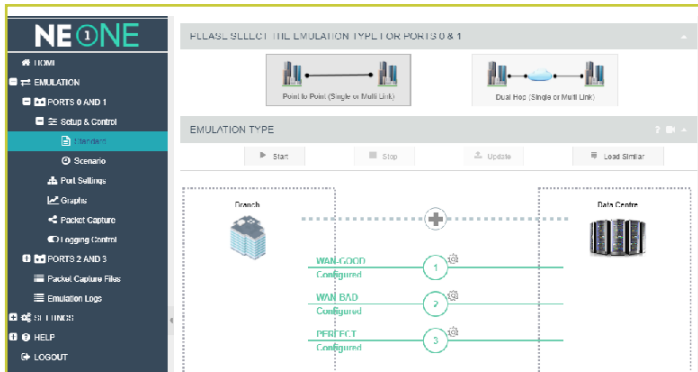 NE1NE
PLEASE SELECT THE EMULATION TYPE FOR PORTS 0 & 1
HOME
EMULATION
PORTS 0 AND 1
Setup & Control
Standard
Scenario
Port Settings
Graphs
Packet Capture
Logging Control
PORTS 2 AND 3
Packet Capture Files
Emulation Logs
SETTINGS
HELP
LOGOUT
Point to Point (Single or Multi Link)
Dual Hop (Single or Multi Link)
EMULATION TYPE
?
Start
Stop
Update
Load Similar
Branch
Data Centre
WAN-GOOD
Configured
1
WAN BAD
Configured
2
PERFECT
Configured
3